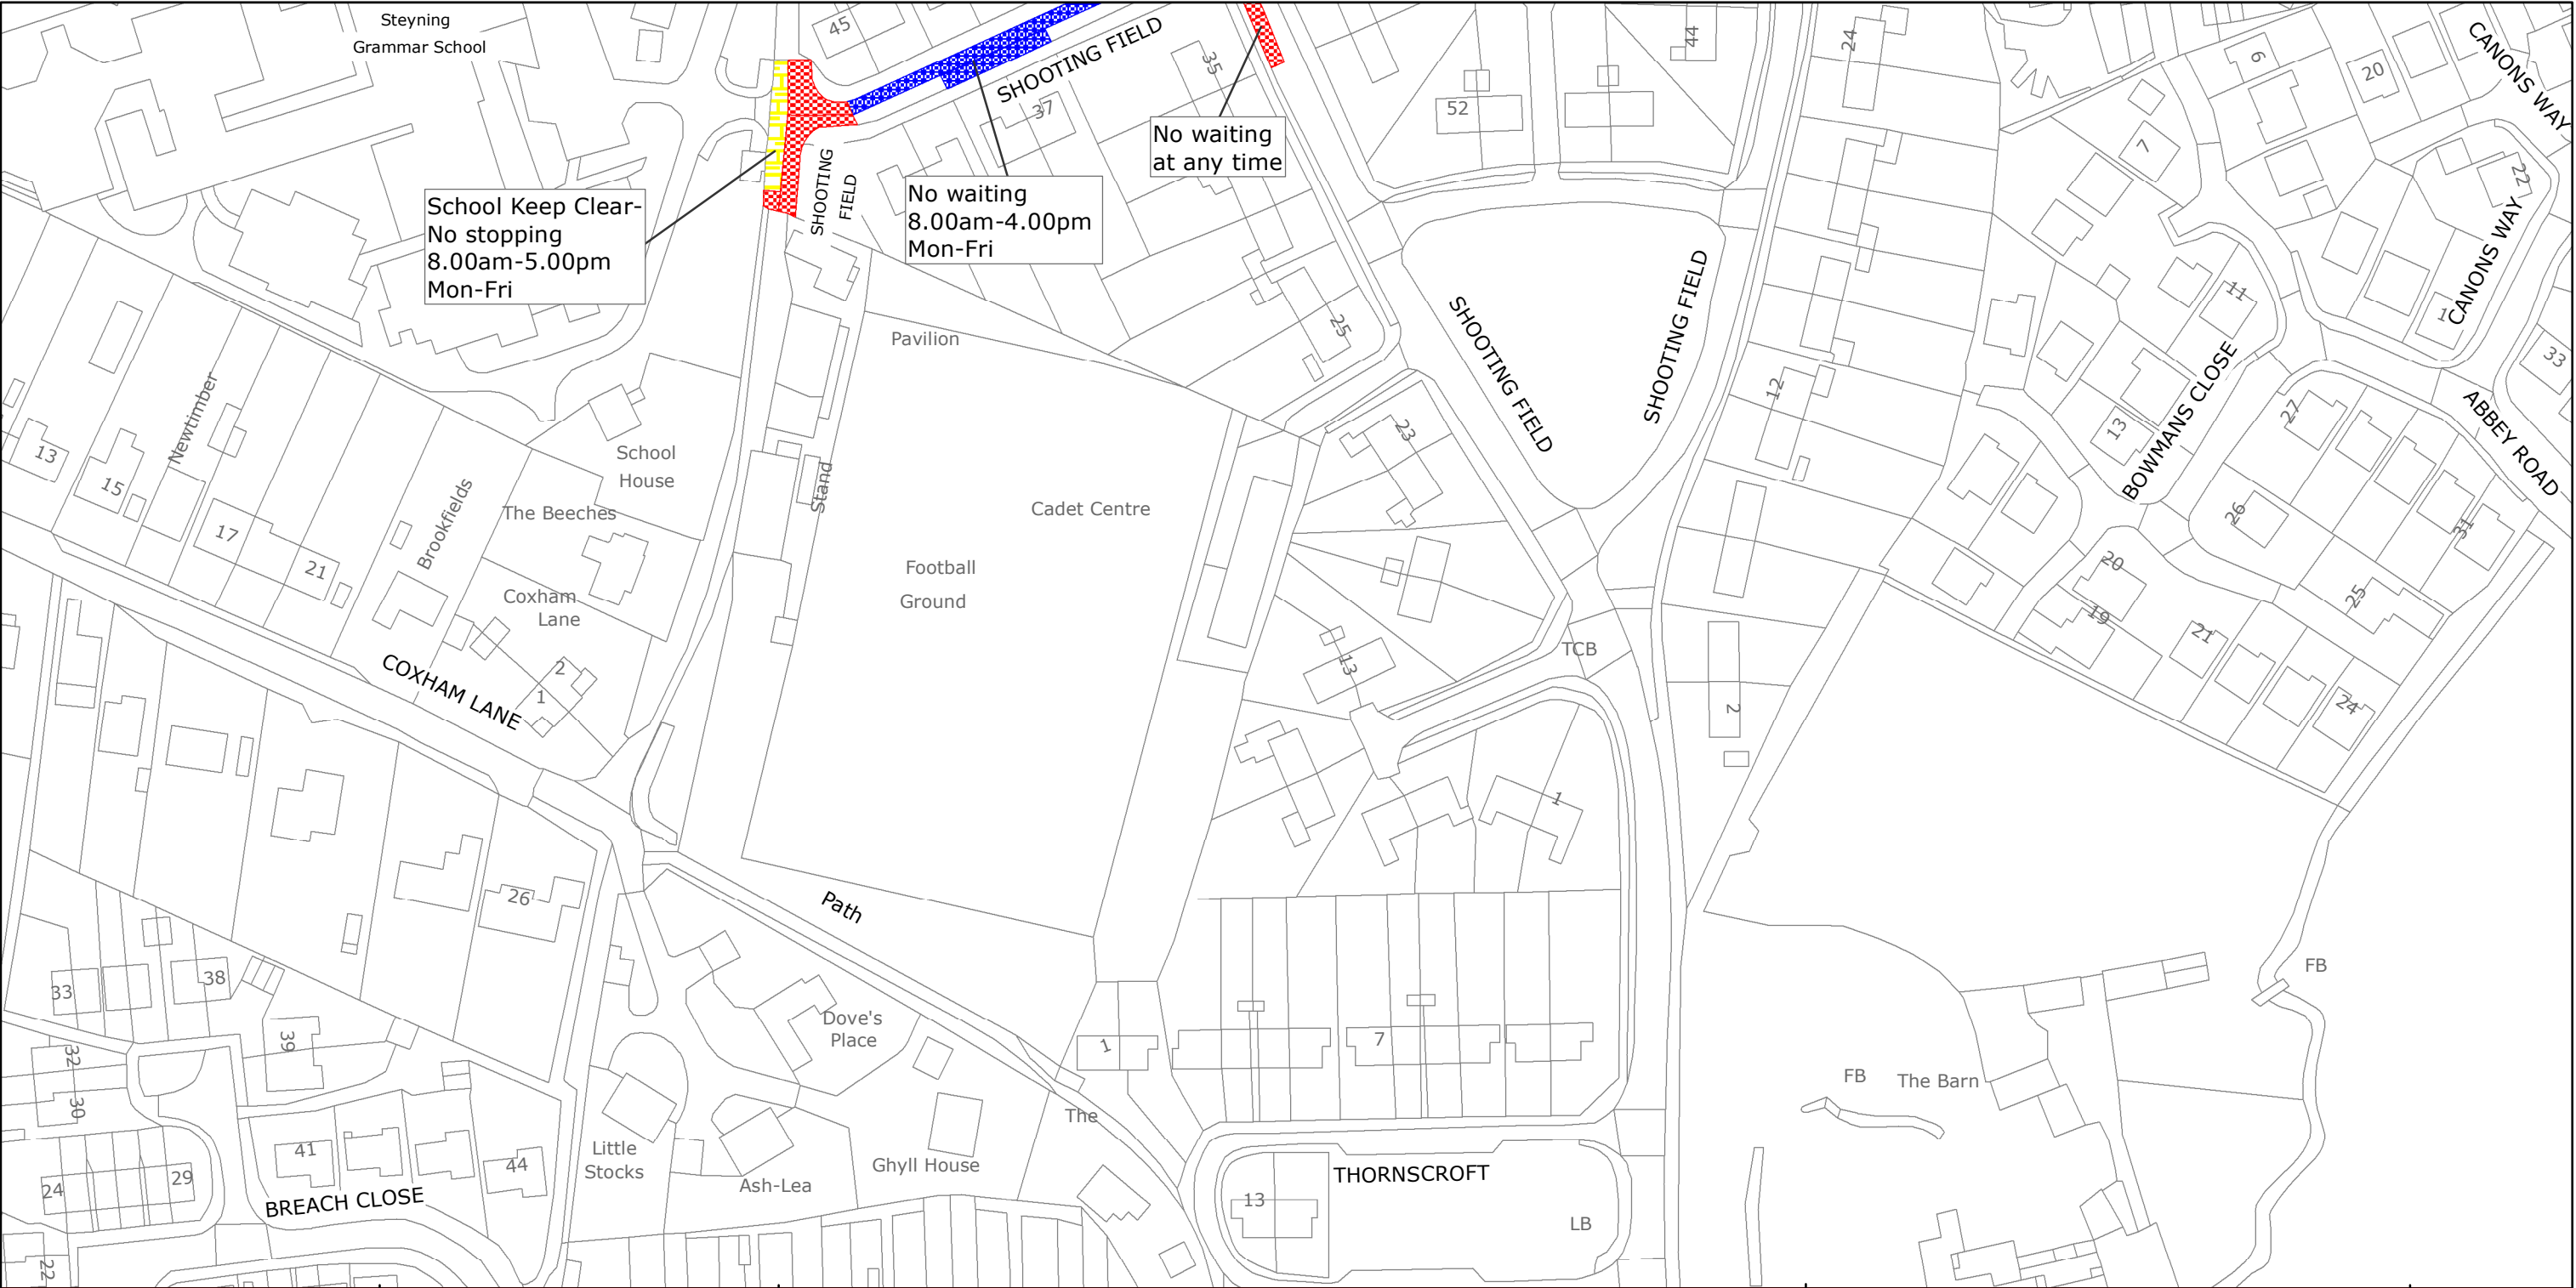 Steyning
Grammar School
45
SHOOTING FIELD
35
37
52
44
24
6
20
CANONS WAY
7
22
CANONS WAY
1
No waiting
at any time
School Keep Clear-
No stopping
8.00am-5.00pm
Mon-Fri
SHOOTING
FIELD
No waiting
8.00am-4.00pm
Mon-Fri
Pavilion
25
SHOOTING FIELD
SHOOTING FIELD
11
33
12
BOWMANS CLOSE
13
27
ABBEY ROAD
Newtimber
13
15
17
21
Brookfields
School
House
The Beeches
Stand
Cadet Centre
23
26
31
Football
Ground
Coxham
Lane
20
19
25
21
24
COXHAM LANE
2
1
TCB
13
2
1
26
Path
38
33
39
FB
32
30
Dove's
Place
1
7
FB
The Barn
The
41
44
29
24
BREACH CLOSE
Little
Stocks
Ash-Lea
Ghyll House
THORNSCROFT
13
LB
22